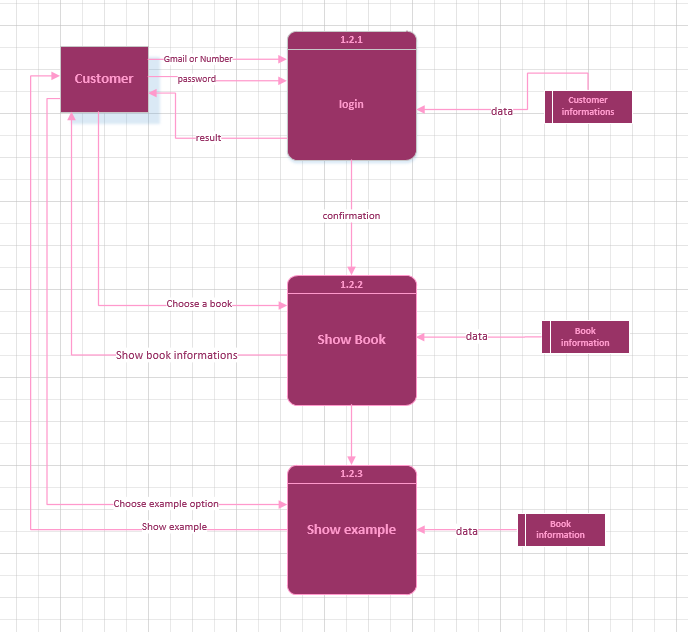 1.2.1
Customer
Gmail or Number
password
login
Customer
informations
data
result
confirmation
1.2.2
Choose a book
Show Book
data
Book
information
Show book informations
1.2.3
Choose example option
Show example
Show example
data
Book
information